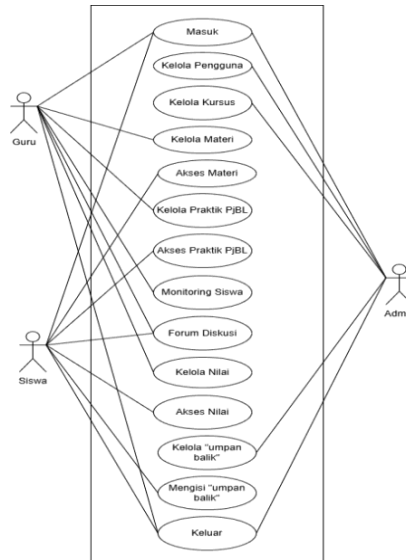 Masuk
Kelola Pengguna
Kelola Kursus
Guru
Kelola Materi
Akses Materi
Kelola Praktik PjBL
Akses Praktik PjBL
Monitoring Siswa
Adm
Forum Diskusi
Siswa
Kelola Nilai
Akses Nilai
Kelola "umpan
balik"
Mengisi "umpan
balik"
Keluar